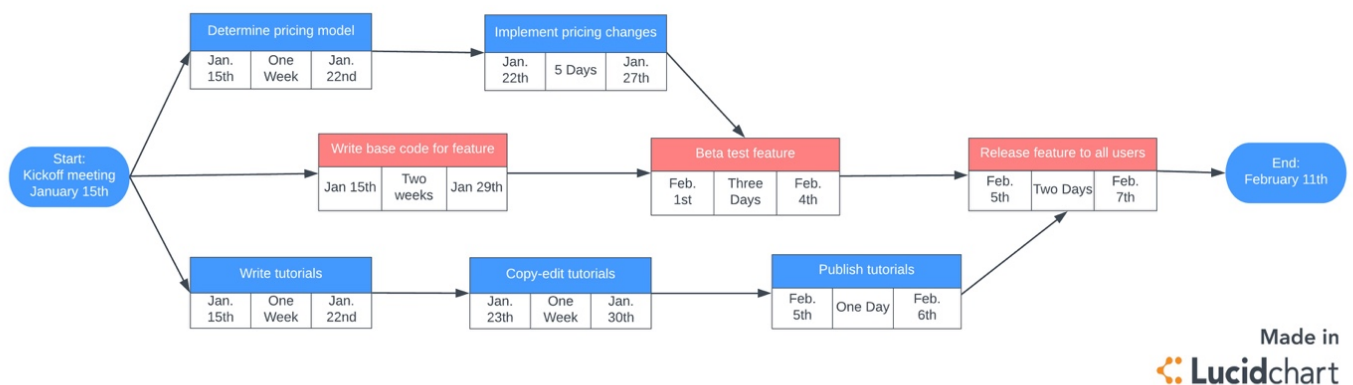 Determine pricing model
Jan.
15th
One
Week
Jan.
22nd
Implement pricing changes
Jan.
22th
5 Days
Jan.
27th
Start:
Kickoff meeting
January 15th
Write base code for feature
Jan 15th
Two
weeks
Jan 29th
Beta test feature
Feb.
1st
Three
Days
Feb.
4th
Release feature to all users
Feb.
5th
Two Days
Feb.
7th
End:
February 11th
Write tutorials
Jan.
15th
One
Week
Jan.
22nd
Copy-edit tutorials
Jan.
23th
One
Week
Jan.
30th
Publish tutorials
Feb.
5th
One Day
Feb.
6th
Made in
Lucidchart